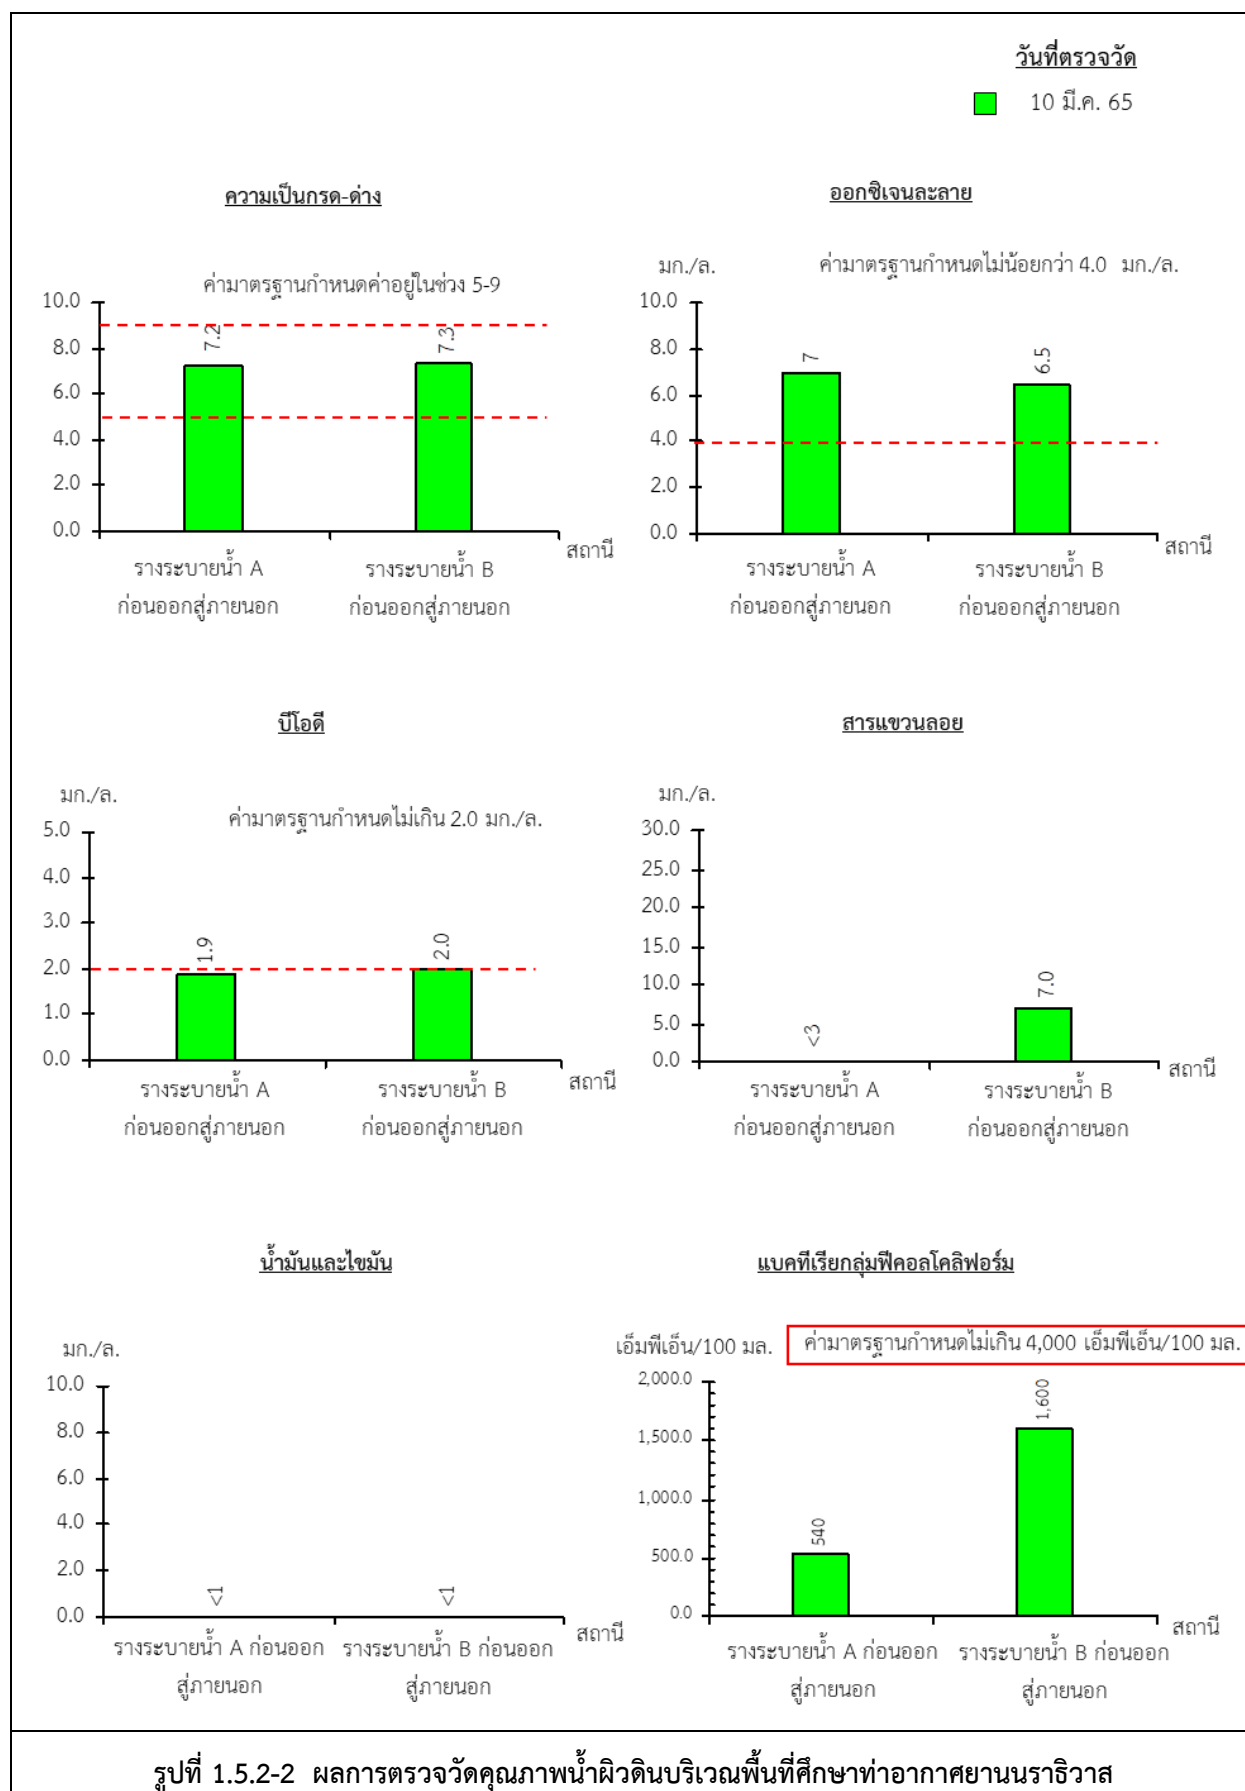 วันที่ตรวจวัด
10 มี.ค. 65
ความเป็นกรด-ด่าง
ค่ามาตรฐานกำหนดค่าอยู่ในช่วง 5-9
10.0
8.0
6.0
4.0
2.0
0.0
7.2
7.3
สถานี
รางระบายน้ำ A
ก่อนออกสู่ภายนอก
รางระบายน้ำ B
ก่อนออกสู่ภายนอก
ออกซิเจนละลาย
มก./ล.
ค่ามาตรฐานกำหนดไม่น้อยกว่า 4.0 มก./ล.
10.0
8.0
6.0
4.0
2.0
0.0
7
6.5
สถานี
รางระบายน้ำ A
ก่อนออกสู่ภายนอก
รางระบายน้ำ B
ก่อนออกสู่ภายนอก
บีโอดี
มก./ล.
ค่ามาตรฐานกำหนดไม่เกิน 2.0 มก./ล.
5.0
4.0
3.0
2.0
1.0
0.0
1.9
2.0
สถานี
รางระบายน้ำ A
ก่อนออกสู่ภายนอก
รางระบายน้ำ B
ก่อนออกสู่ภายนอก
สารแขวนลอย
มก./ล.
30.0
25.0
20.0
15.0
10.0
5.0
0.0
<3
7.0
สถานี
รางระบายน้ำ A
ก่อนออกสู่ภายนอก
รางระบายน้ำ B
ก่อนออกสู่ภายนอก
น้ำมันและไขมัน
มก./ล.
10.0
8.0
6.0
4.0
2.0
0.0
<1
<1
สถานี
รางระบายน้ำ A ก่อนออก
สู่ภายนอก
รางระบายน้ำ B ก่อนออก
สู่ภายนอก
แบคทีเรียกลุ่มฟีคอลโคลิฟอร์ม
เอ็มพีเอ็น/100 มล.
ค่ามาตรฐานกำหนดไม่เกิน 4,000 เอ็มพีเอ็น/100 มล.
2,000.0
1,500.0
1,000.0
500.0
0.0
540
1,600
สถานี
รางระบายน้ำ A ก่อนออก
สู่ภายนอก
รางระบายน้ำ B ก่อนออก
สู่ภายนอก
รูปที่ 1.5.2-2 ผลการตรวจวัดคุณภาพน้ำผิวดินบริเวณพื้นที่ศึกษาท่าอากาศยานนราธิวาส